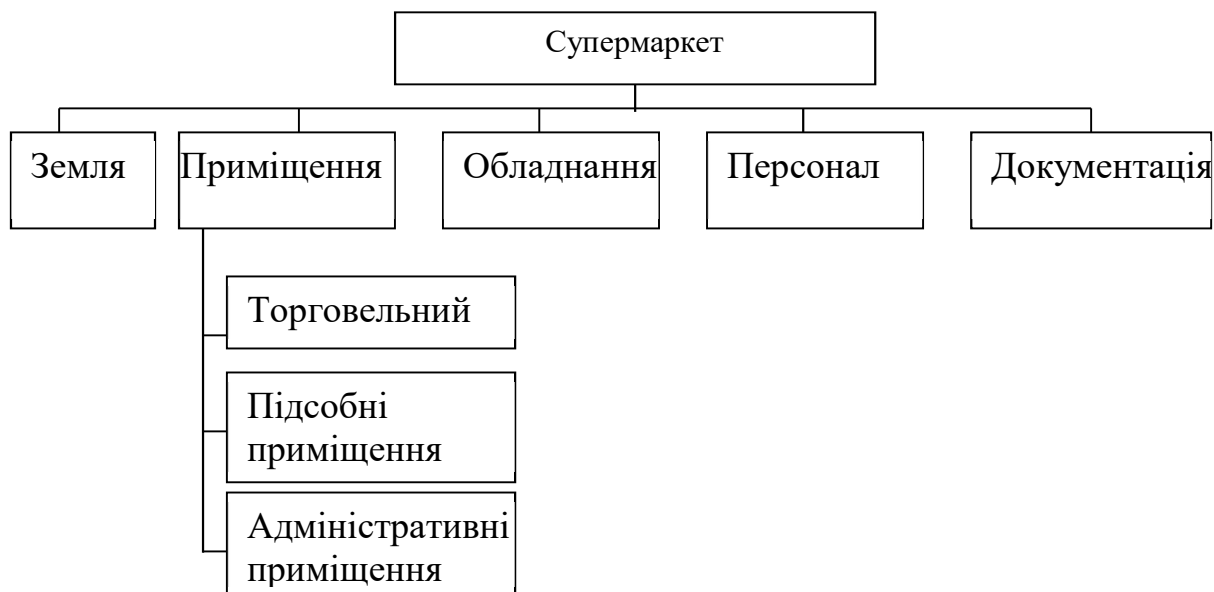 Супермаркет
Земля
Приміщення
Обладнання
Персонал
Документація
Торговельний
Підсобні
приміщення
Адміністративні
приміщення